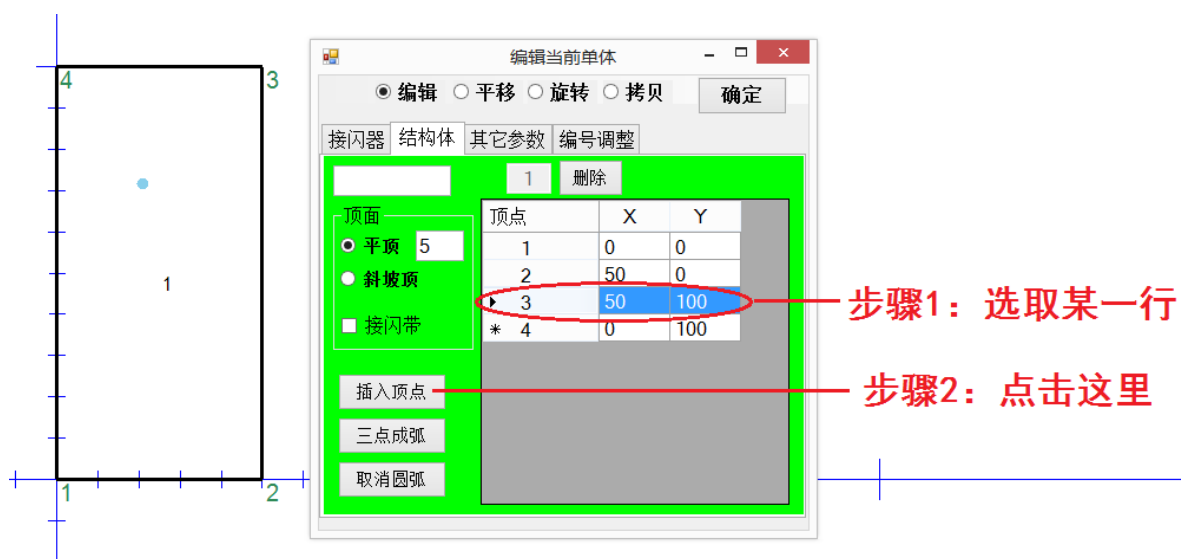 编辑当前单体
编辑 平移 旋转 拷贝 确定
接闪器 结构体 其它参数 编号调整
1 删除
顶面
平顶 5
斜坡顶
接闪带
插入顶点
三点成弧
取消圆弧
顶点 X Y
1 0 0
2 50 0
3 50 100
* 4 0 100
步骤1：选取某一行
步骤2：点击这里
4 3
1
1 2